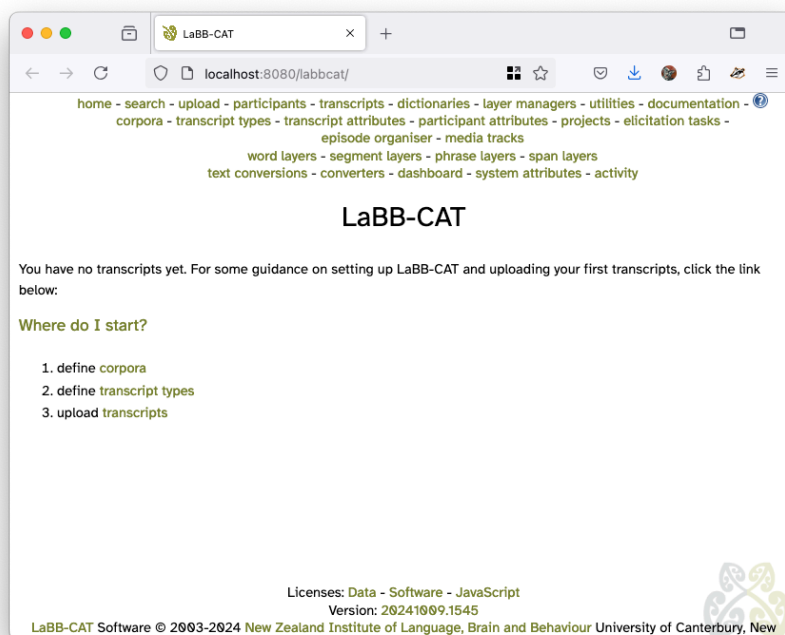 LaBB-CAT
localhost:8080/labbcat/
home - search - upload - participants - transcripts - dictionaries - layer managers - utilities - documentation -
corpora - transcript types - transcript attributes - participant attributes - projects - elicitation tasks -
episode organiser - media tracks
word layers - segment layers - phrase layers - span layers
text conversions - converters - dashboard - system attributes - activity
LaBB-CAT
You have no transcripts yet. For some guidance on setting up LaBB-CAT and uploading your first transcripts, click the link
below:
Where do I start?
1. define corpora
2. define transcript types
3. upload transcripts
Licenses: Data - Software - JavaScript
Version: 20241009.1545
LaBB-CAT Software © 2003-2024 New Zealand Institute of Language, Brain and Behaviour University of Canterbury, New